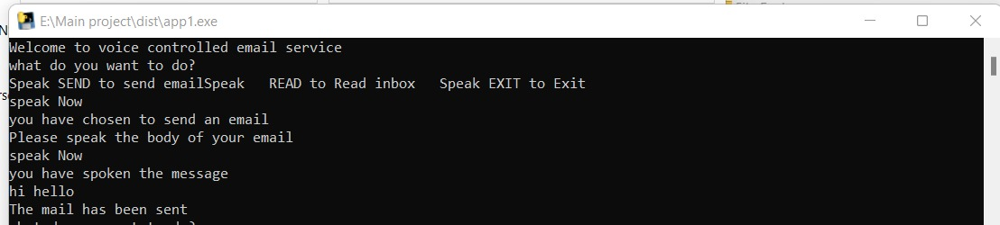 E:\Main project\dist\app1.exe
Welcome to voice controlled email service
what do you want to do?
Speak SEND to send emailSpeak   READ to Read inbox   Speak EXIT to Exit
speak Now
you have chosen to send an email
Please speak the body of your email
speak Now
you have spoken the message
hi hello
The mail has been sent